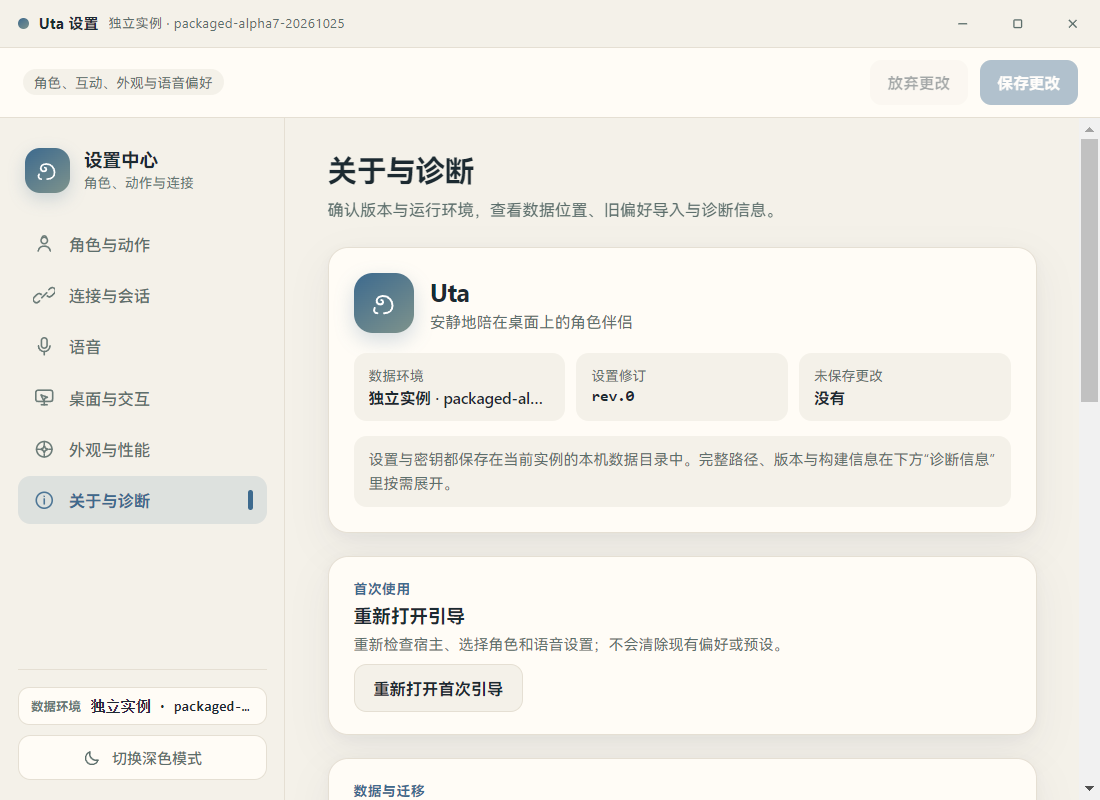 Uta 设置 独立实例 · packaged-alpha7-20261025
角色、互动、外观与语音偏好
放弃更改
保存更改
设置中心
角色、动作与连接
角色与动作
连接与会话
语音
桌面与交互
外观与性能
关于与诊断
数据环境 独立实例 · packaged-…
切换深色模式
关于与诊断
确认版本与运行环境，查看数据位置、旧偏好导入与诊断信息。
Uta
安静地陪在桌面上的角色伴侣
数据环境
独立实例 · packaged-al…
设置修订
rev.0
未保存更改
没有
设置与密钥都保存在当前实例的本机数据目录中。完整路径、版本与构建信息在下方“诊断信息”
里按需展开。
首次使用
重新打开引导
重新检查宿主、选择角色和语音设置；不会清除现有偏好或预设。
重新打开首次引导
数据与迁移